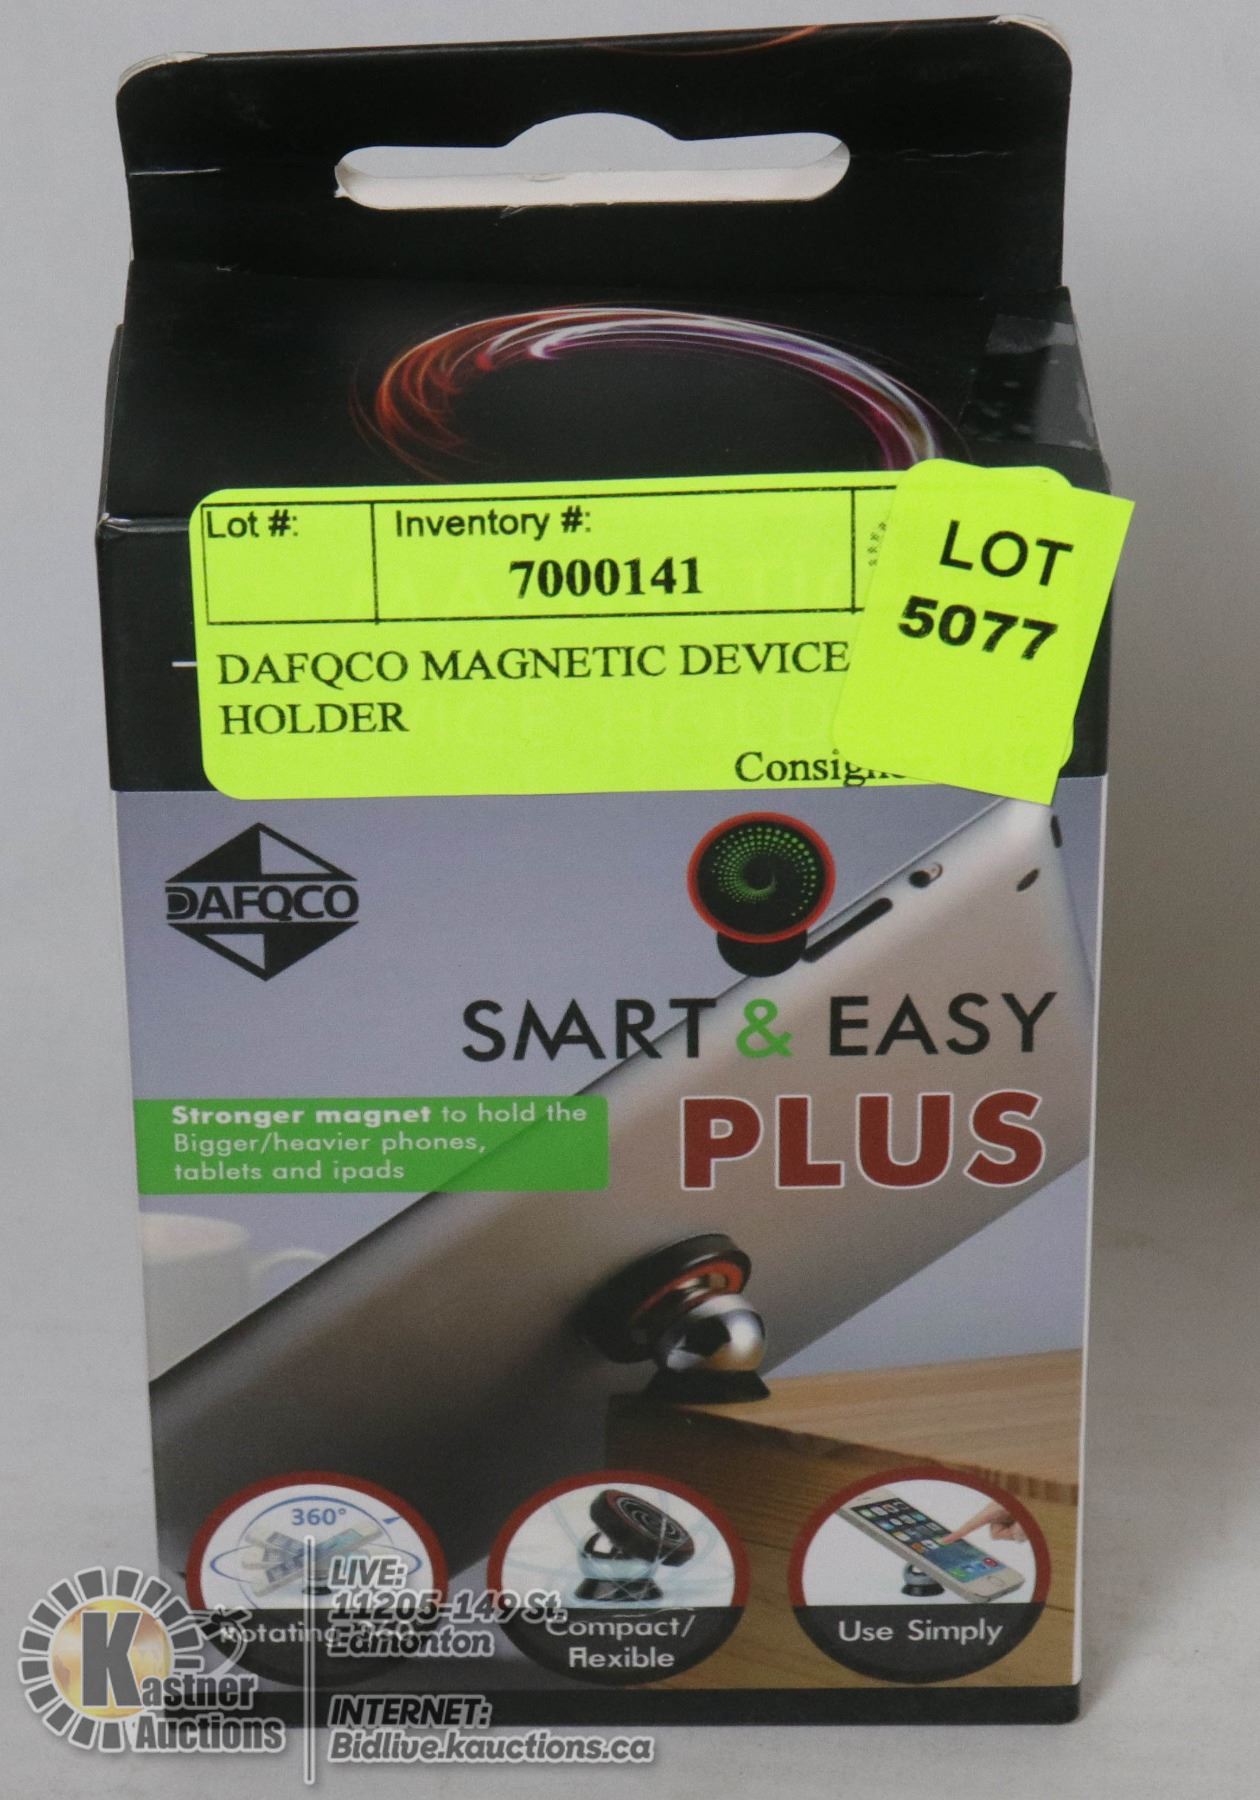 Lot #:
Inventory #:
7000141
LOT
5077
DAFQCO MAGNETIC DEVICE
HOLDER
DAFQCO
SMART & EASY
PLUS
Stronger magnet to hold the
Bigger/heavier phones,
tablets and ipads
360°
Rotating 360°
Compact/
Flexible
Use Simply
Kastner
Auctions
LIVE:
11205-149 St.
Edmonton
INTERNET:
Bidlive.kauctions.ca